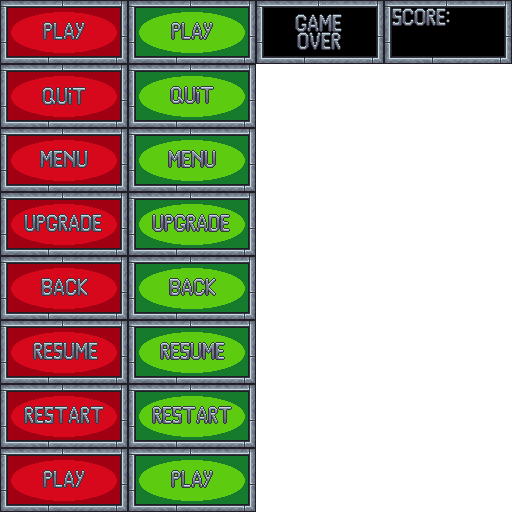 PLAY PLAY GAME OVER SCORE:
QUiT QUiT
MENU MENU
UPGRADE UPGRADE
BACK BACK
RESUME RESUME
RESTART RESTART
PLAY PLAY